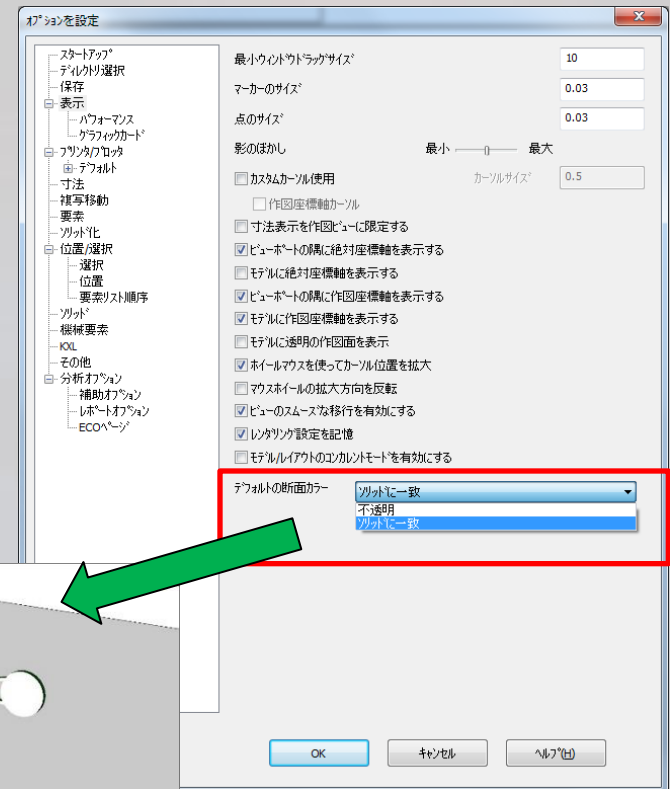 オプションを設定
スタートアップ
ディレクトリ選択
保存
表示
パフォーマンス
グラフィックカード
プリンタ/プロッタ
デフォルト
寸法
複写移動
要素
ソリッド化
位置/選択
選択
位置
要素リスト順序
ソリッド
機械要素
KXL
その他
分析オプション
補助オプション
レポートオプション
ECOページ
最小ウィンドウドラッグサイズ 10
マーカーのサイズ 0.03
点のサイズ 0.03
影のぼかし 最小 最大
カスタムカーソル使用 カーソルサイズ 0.5
作図座標軸カーソル
寸法表示を作図ビューに限定する
ビューポートの隅に絶対座標軸を表示する
モデルに絶対座標軸を表示する
ビューポートの隅に作図座標軸を表示する
モデルに作図座標軸を表示する
モデルに透明の作図面を表示
ホイールマウスを使ってカーソル位置を拡大
マウスホイールの拡大方向を反転
ビューのスムーズな移行を有効にする
レンダリング設定を記憶
モデル/レイアウトのコンカレントモードを有効にする
デフォルトの断面カラー ソリッドに一致
不透明
ソリッドに一致
OK キャンセル ヘルプ(H)